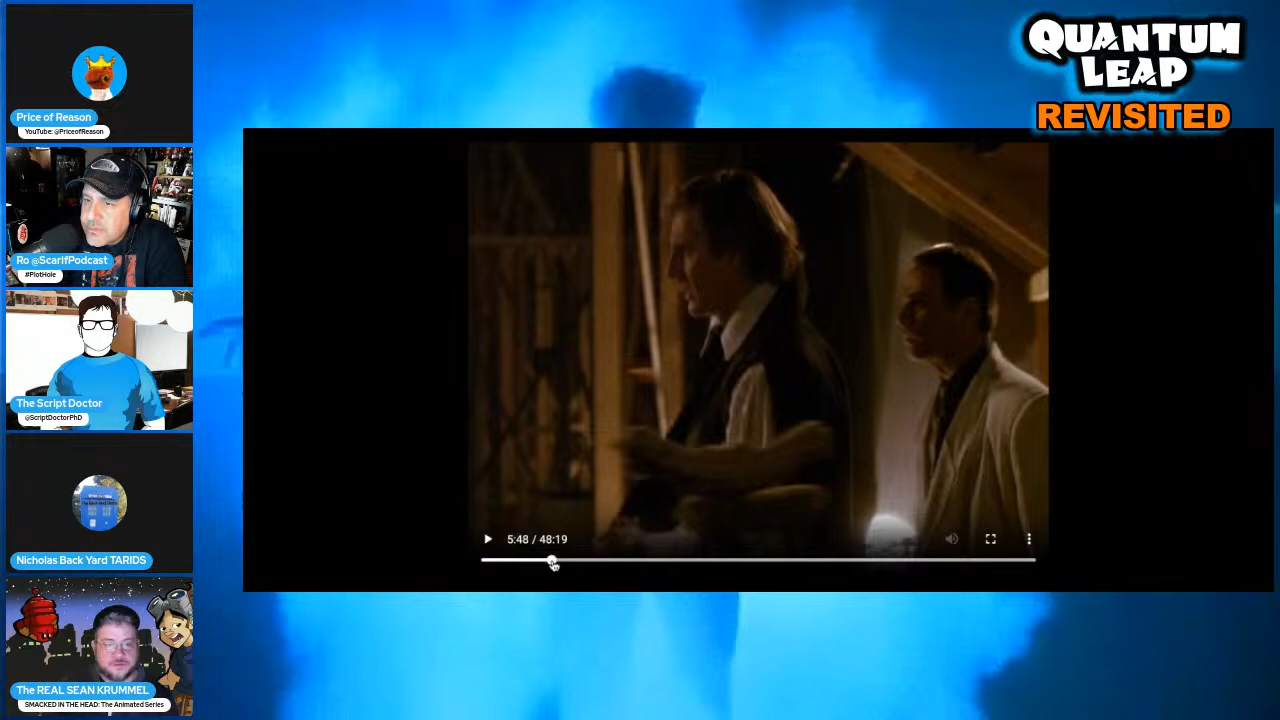 Price of Reason
YouTube: @PriceofReason
Ro @ScarifPodcast
#PlotHole
The Script Doctor
@ScriptDoctorPhD
Nicholas Back Yard TARIDS
The REAL SEAN KRUMMEL
SMACKED IN THE HEAD: The Animated Series
QUANTUM
LEAP
REVISITED
5:48 / 48:19